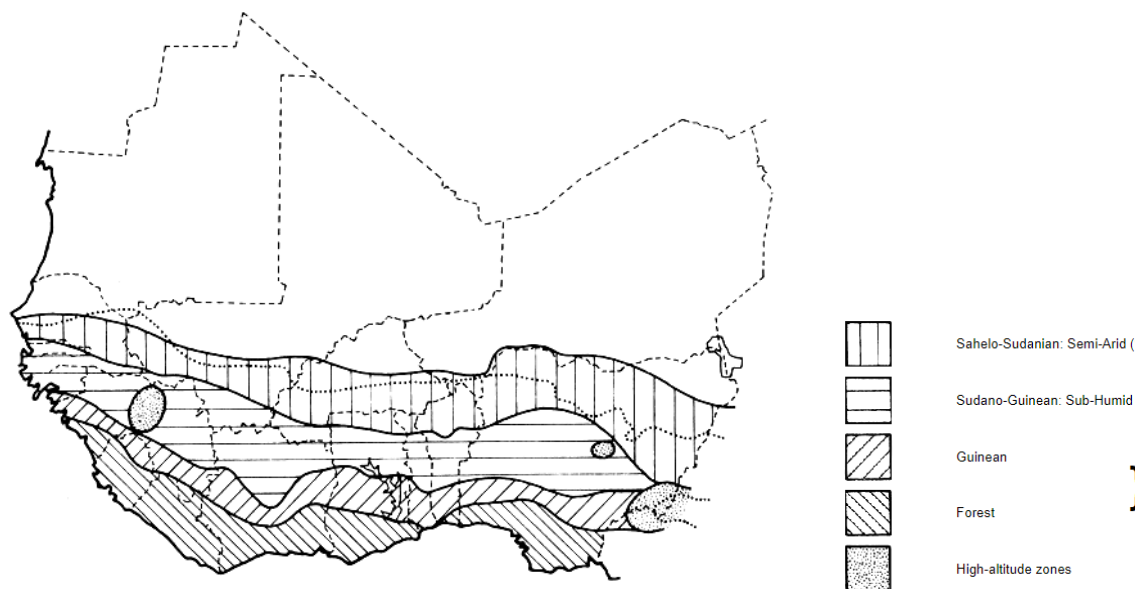 Sahelo-Sudanian: Semi-Arid (
Sudano-Guinean: Sub-Humid
Guinean
}
Forest
High-altitude zones